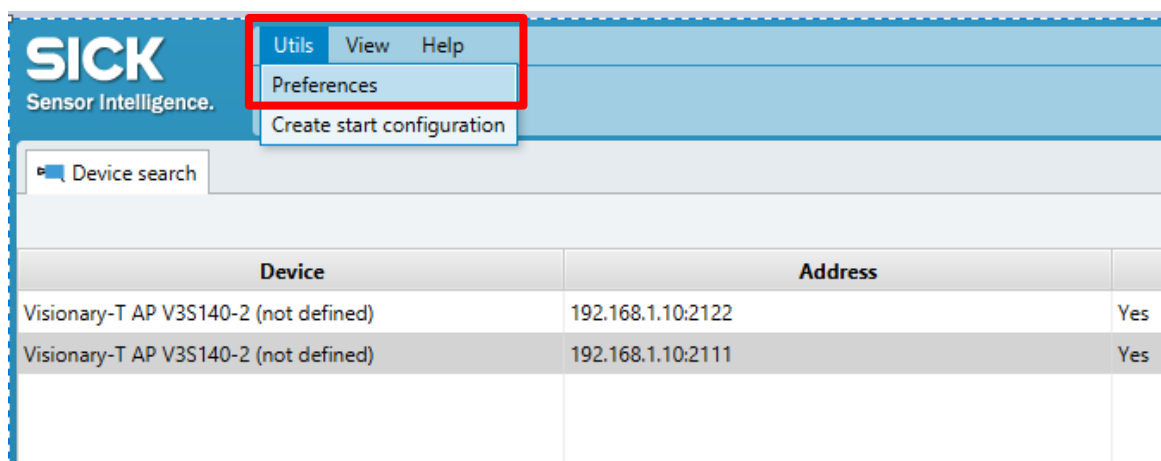 SICK
Sensor Intelligence.
Utils View Help
Preferences
Create start configuration
Device search
Device Address
Visionary-T AP V3S140-2 (not defined) 192.168.1.10:2122 Yes
Visionary-T AP V3S140-2 (not defined) 192.168.1.10:2111 Yes